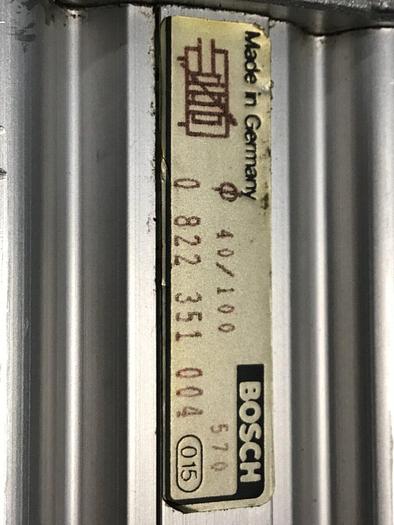 Made in Germany
BOSCH
Φ 40/100
570
0 822 351 004
015